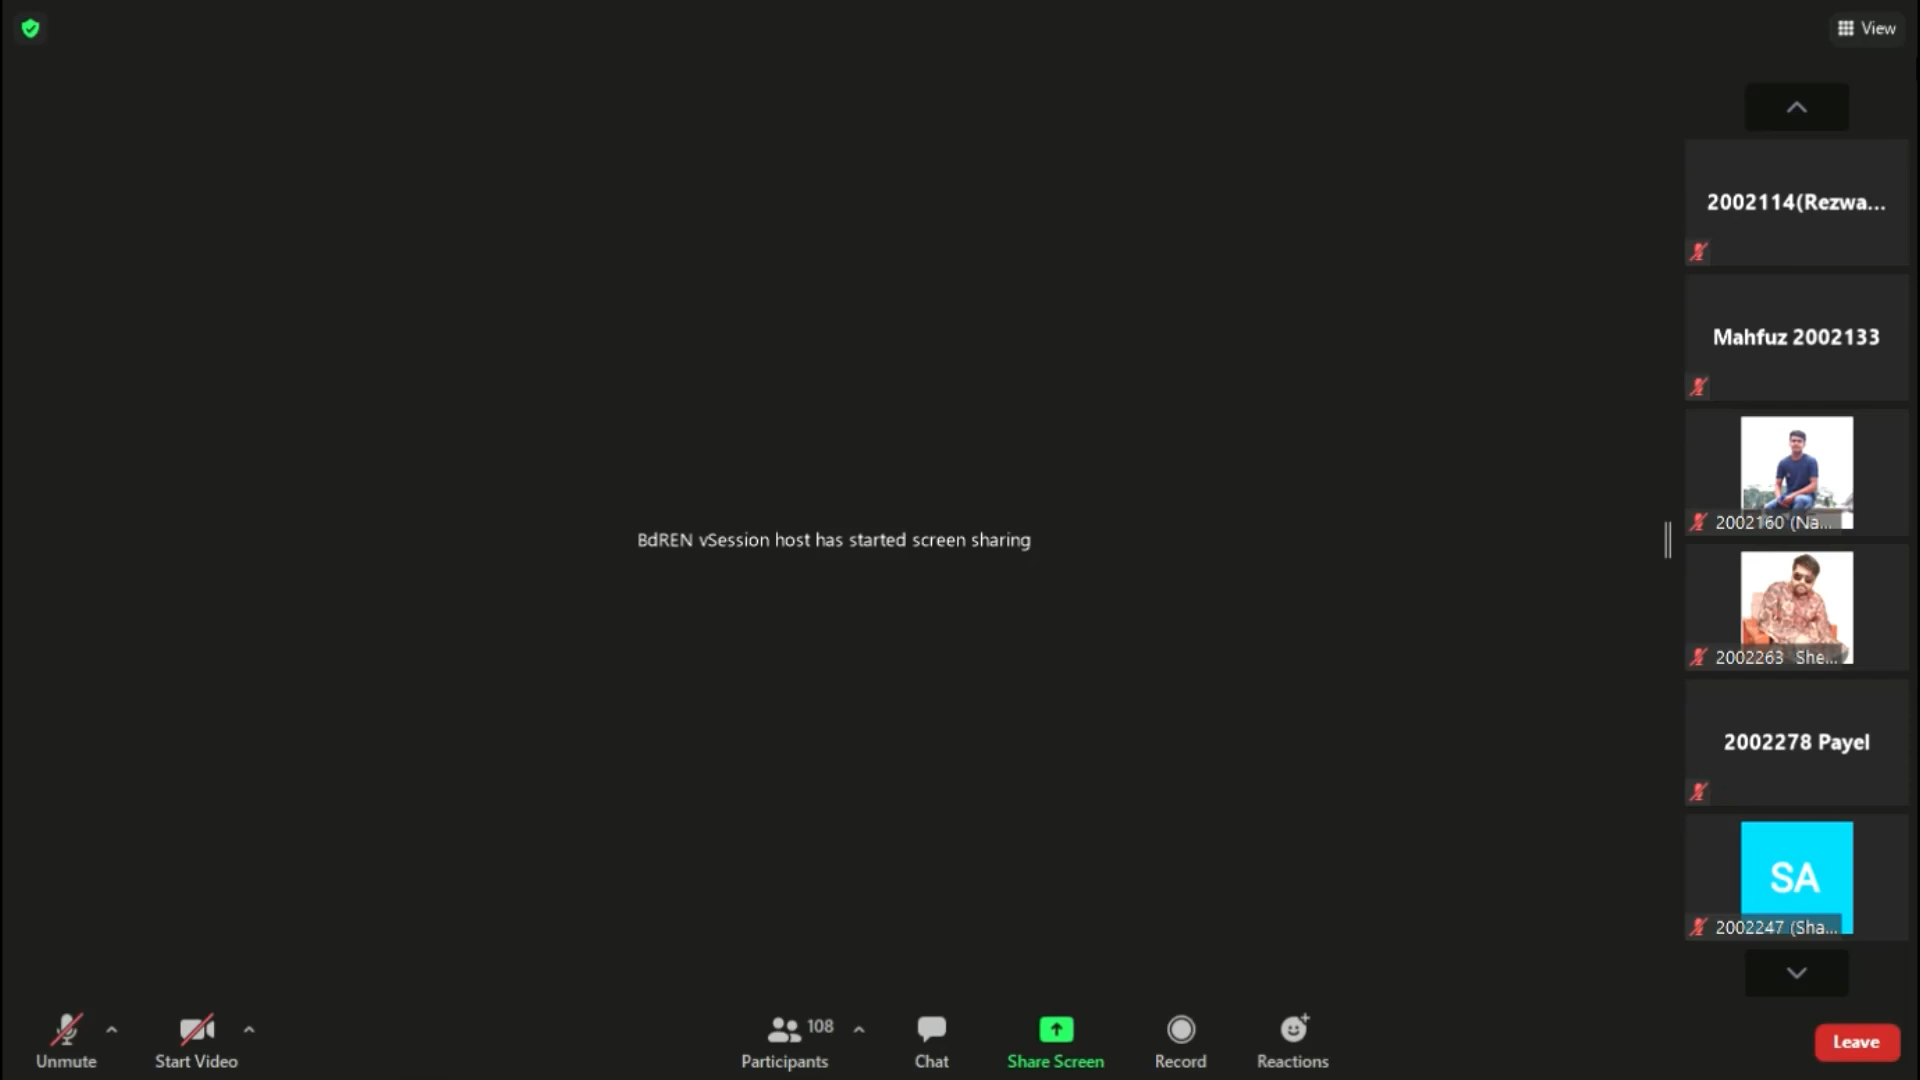 View
2002114(Rezwa...
Mahfuz 2002133
2002160 (Na...
BdREN vSession host has started screen sharing
2002263 She...
2002278 Payel
SA
2002247 (Sha...
108
Unmute
Start Video
Participants
Chat
Share Screen
Record
Reactions
Leave